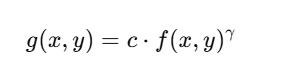 g(x, y) = c · f(x, y)^γ